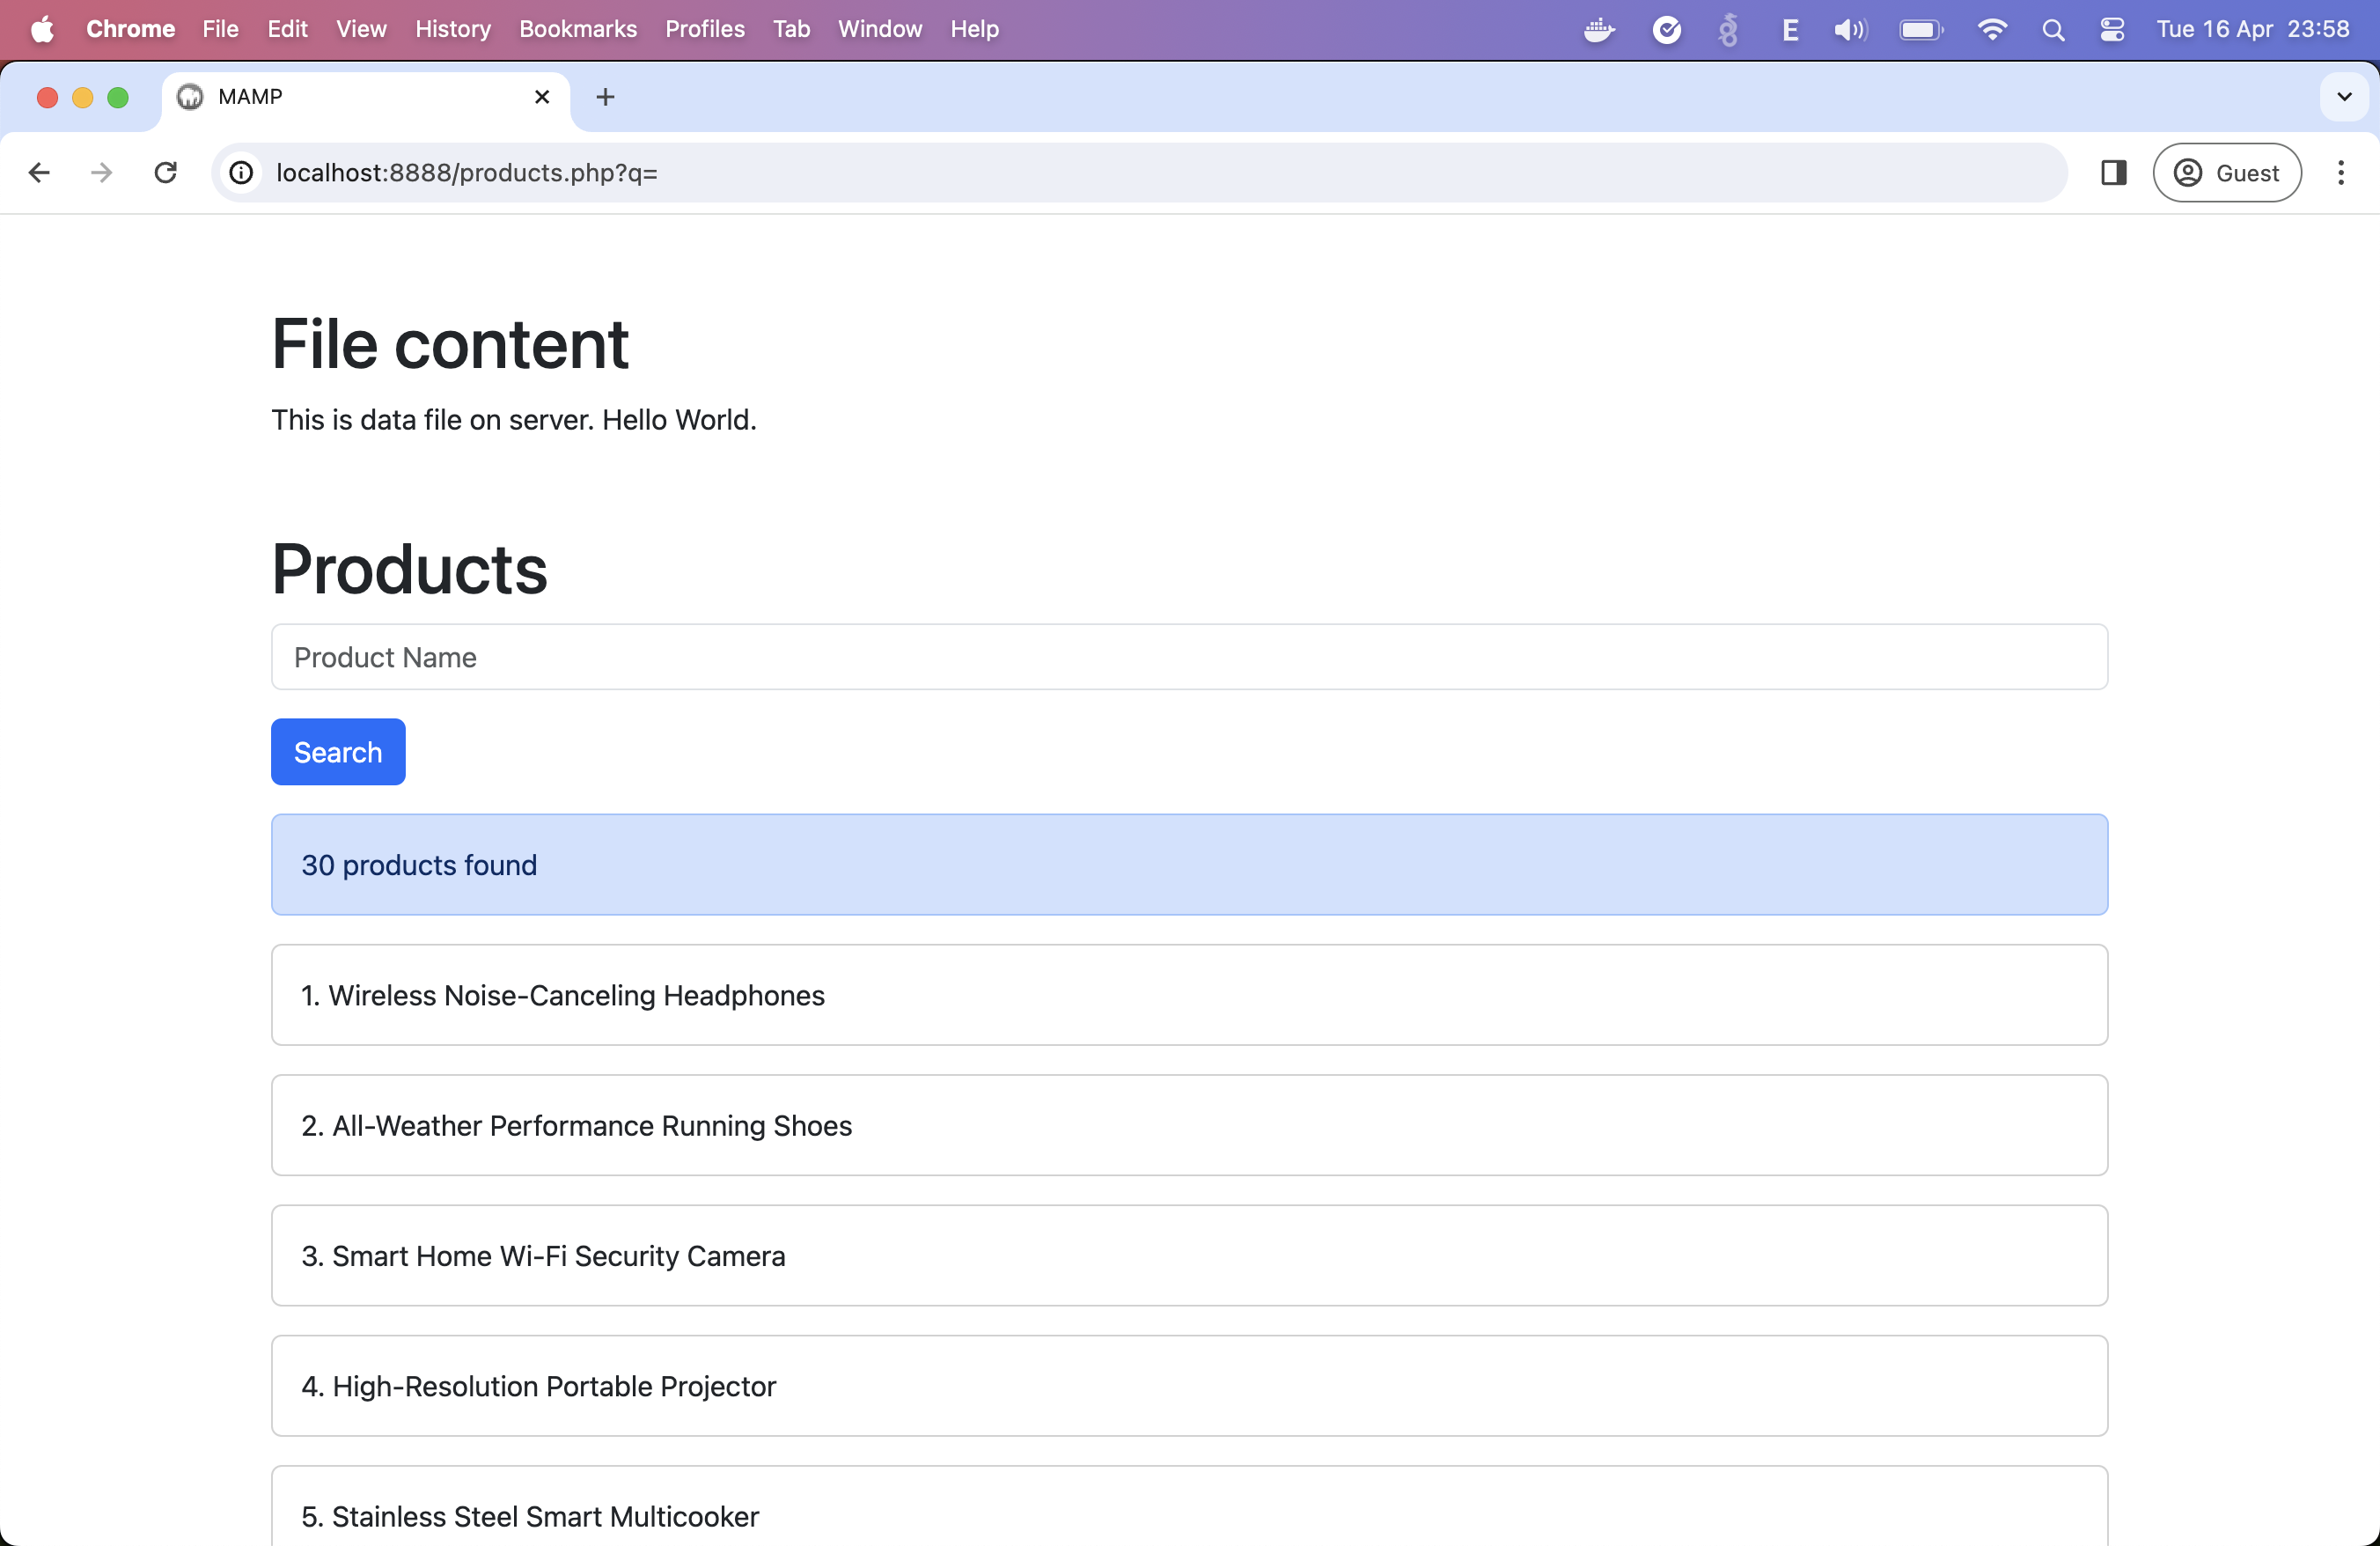 Chrome File Edit View History Bookmarks Profiles Tab Window Help E Tue 16 Apr 23:58
MAMP
localhost:8888/products.php?q= Guest
File content
This is data file on server. Hello World.
Products
Product Name
Search
30 products found
1. Wireless Noise-Canceling Headphones
2. All-Weather Performance Running Shoes
3. Smart Home Wi-Fi Security Camera
4. High-Resolution Portable Projector
5. Stainless Steel Smart Multicooker